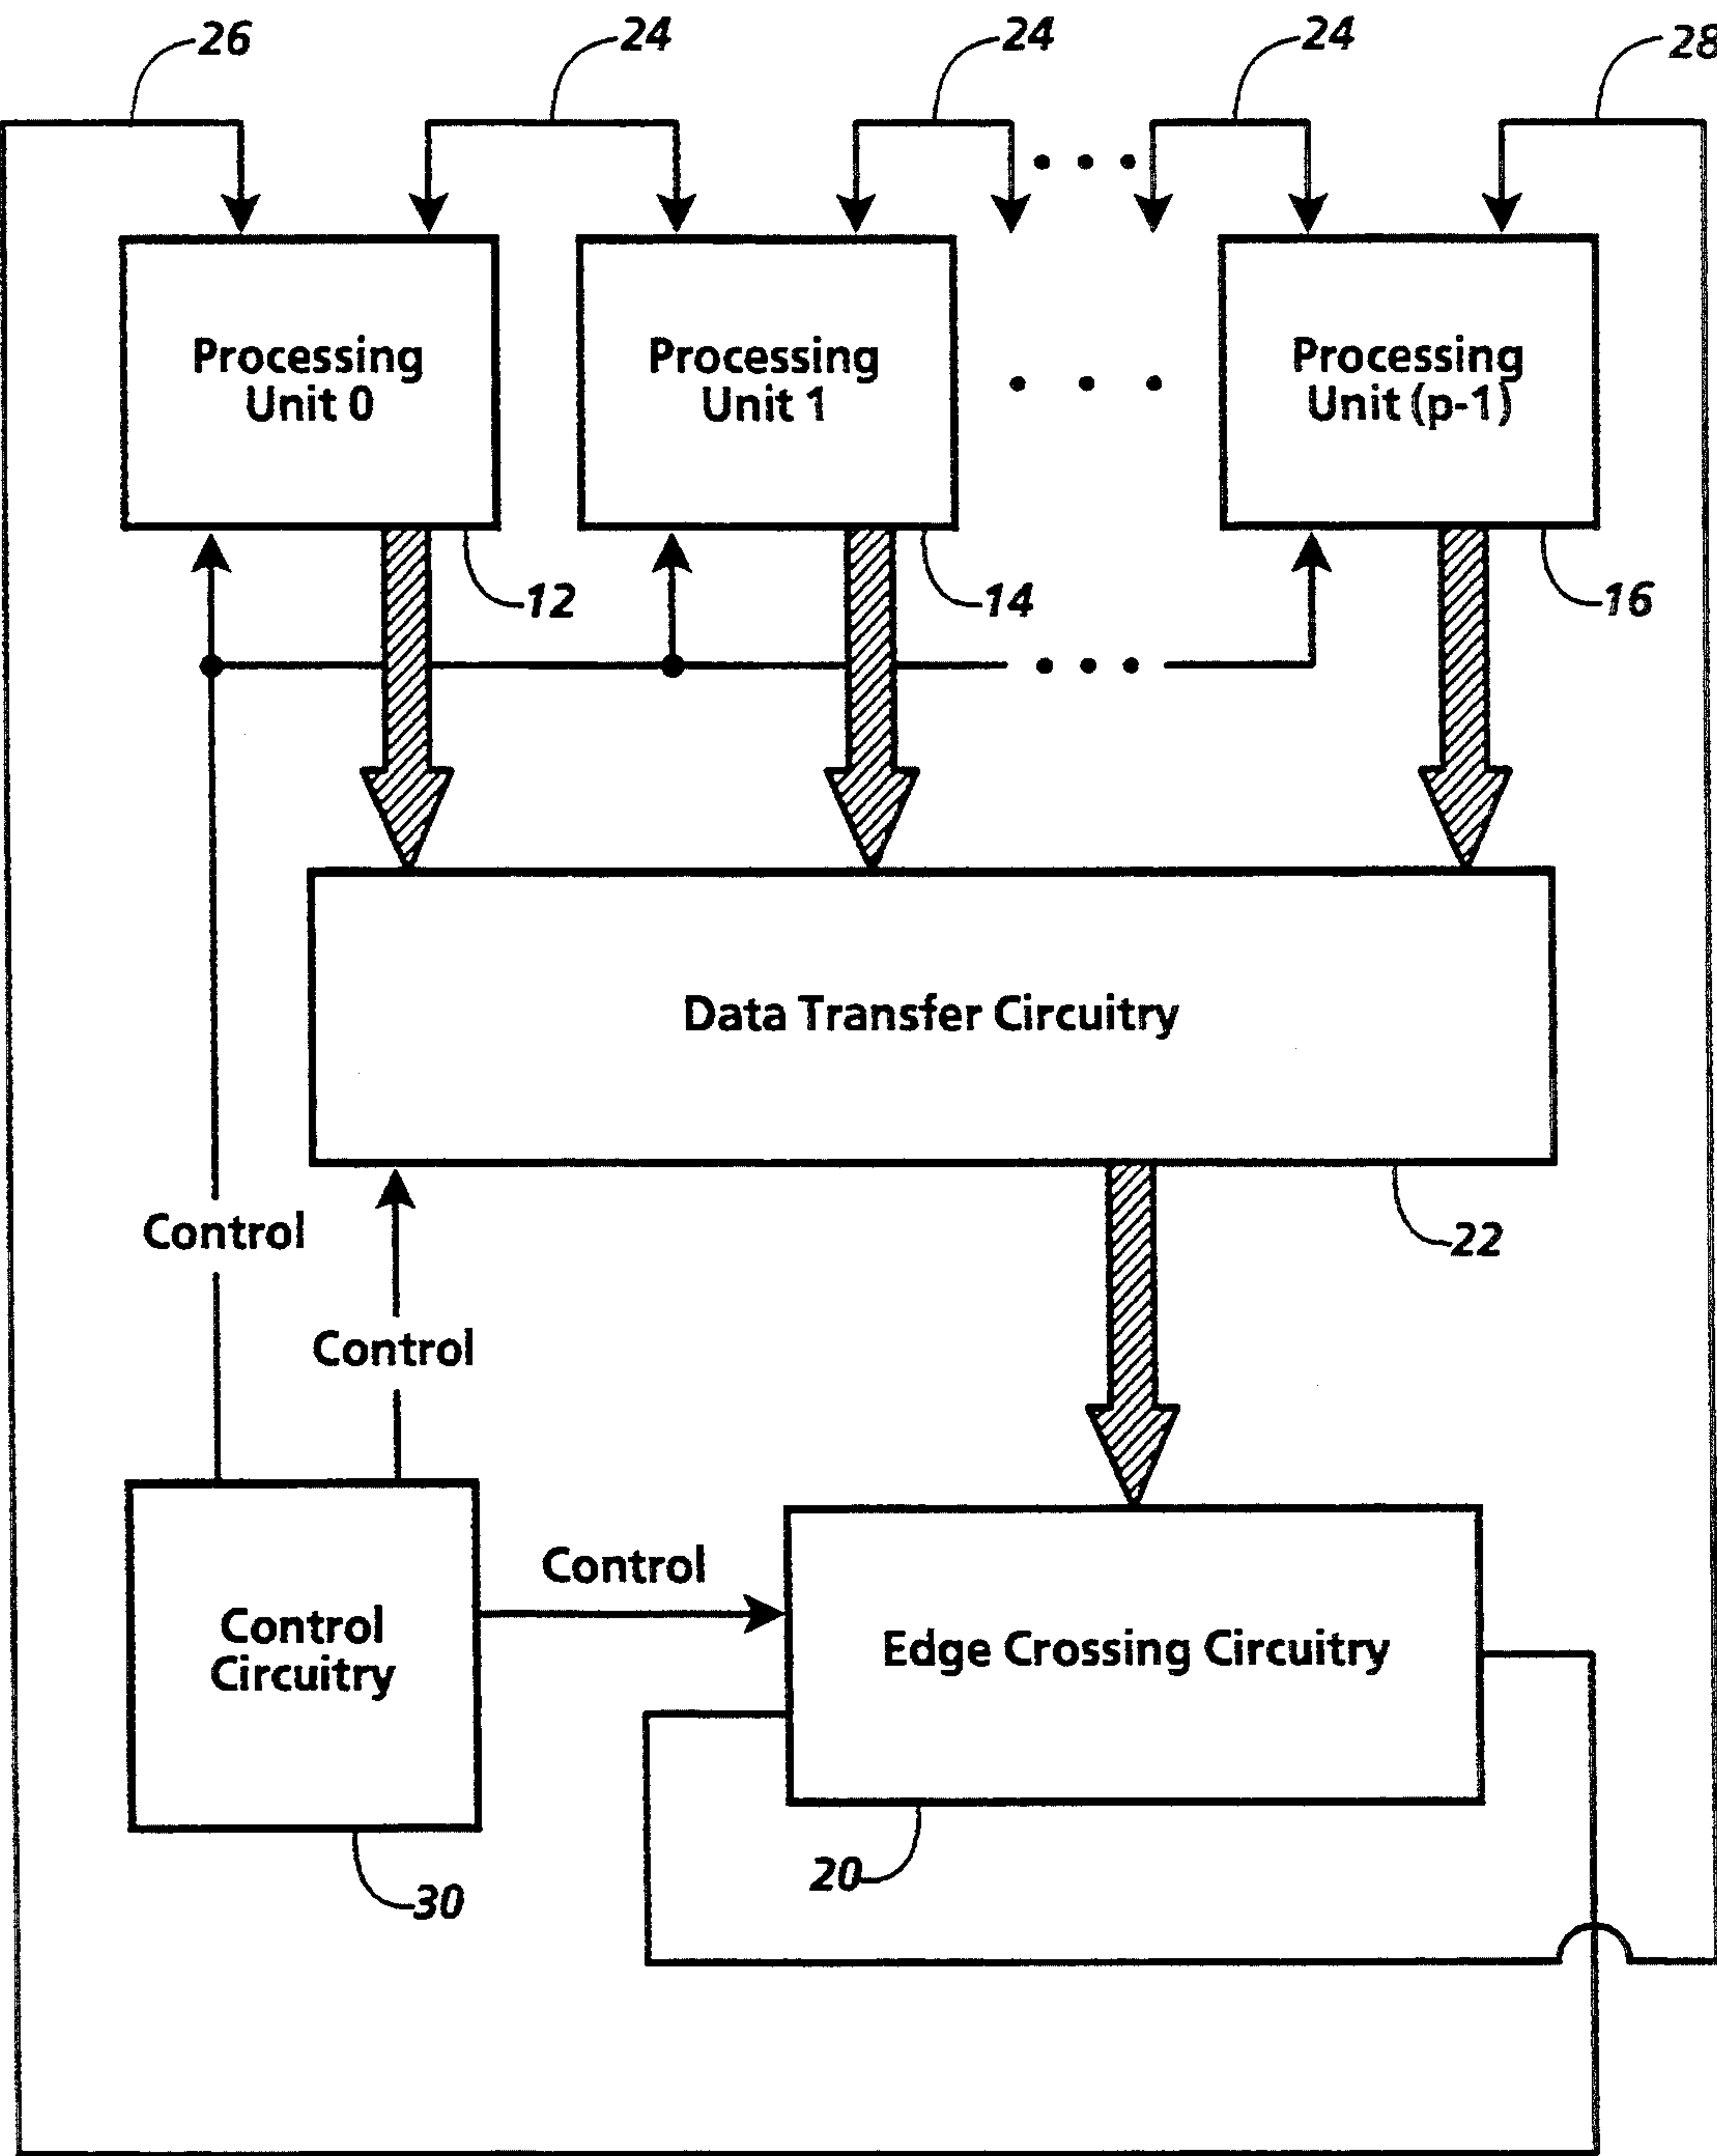 26
24
24
24
28
Processing
Unit 0
Processing
Unit 1
Processing
Unit (p-1)
12
14
16
Data Transfer Circuitry
22
Control
Control
Control
Control
Circuitry
Edge Crossing Circuitry
20
30